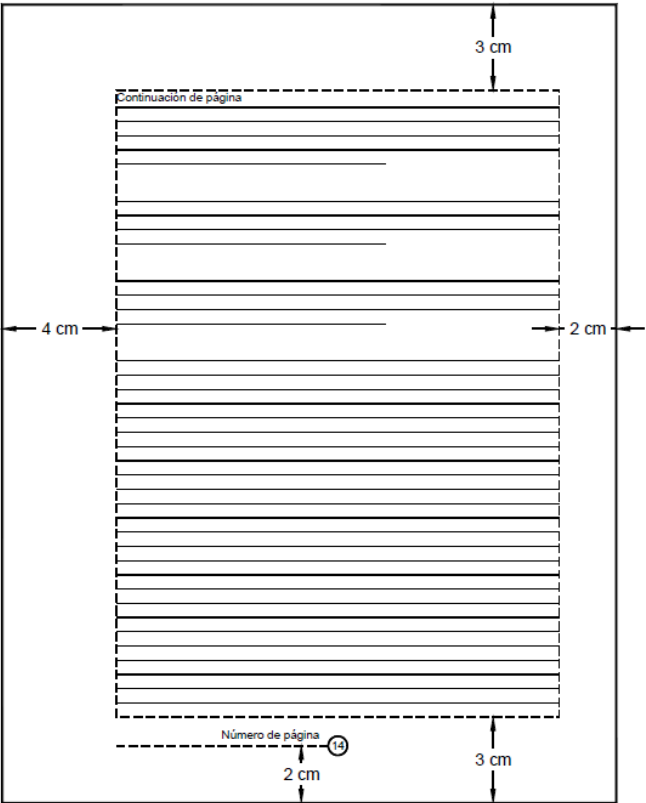 3 cm
Continuación de página
4 cm
2 cm
Número de página
14
2 cm
3 cm